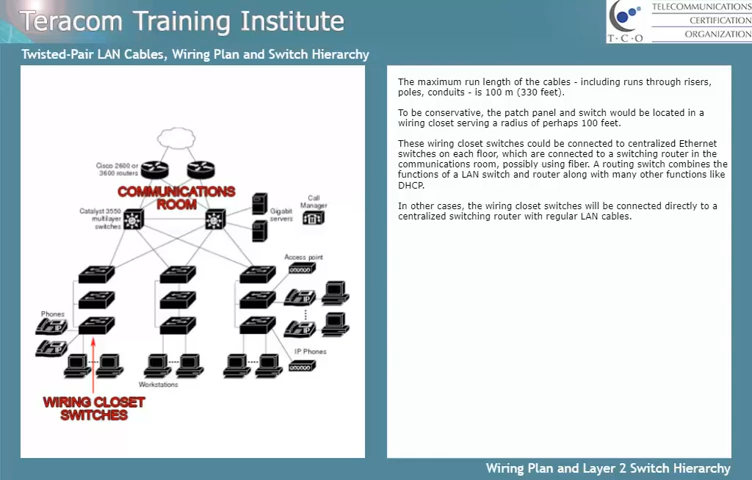 Teracom Training Institute
TELECOMMUNICATIONS
CERTIFICATION
ORGANIZATION
T·C·O
Twisted-Pair LAN Cables, Wiring Plan and Switch Hierarchy
Cisco 2600 or
3600 routers
COMMUNICATIONS
ROOM
Catalyst 3550
multilayer
switches
Gigabit
servers
Call
Manager
Access point
Phones
IP Phones
Workstations
WIRING CLOSET
SWITCHES
The maximum run length of the cables - including runs through risers,
poles, conduits - is 100 m (330 feet).
To be conservative, the patch panel and switch would be located in a
wiring closet serving a radius of perhaps 100 feet.
These wiring closet switches could be connected to centralized Ethernet
switches on each floor, which are connected to a switching router in the
communications room, possibly using fiber. A routing switch combines the
functions of a LAN switch and router along with many other functions like
DHCP.
In other cases, the wiring closet switches will be connected directly to a
centralized switching router with regular LAN cables.
Wiring Plan and Layer 2 Switch Hierarchy